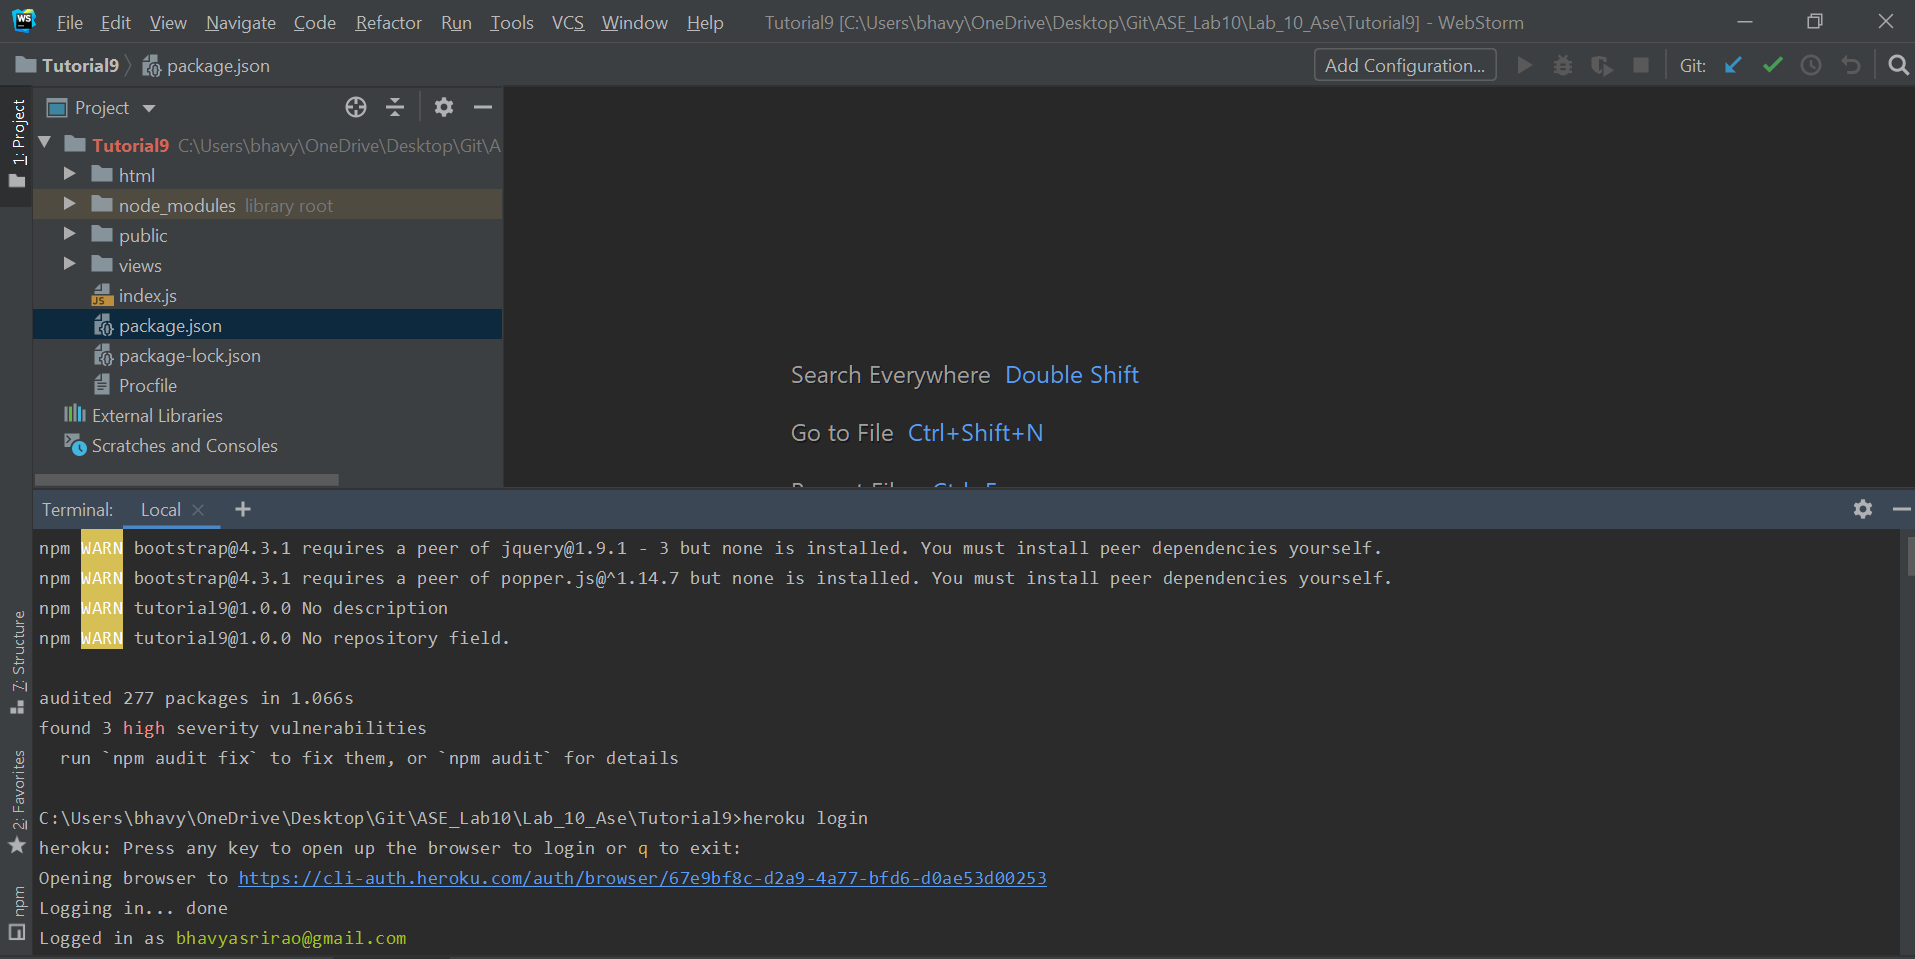 WS File Edit View Navigate Code Refactor Run Tools VCS Window Help Tutorial9 [C:\Users\bhavy\OneDrive\Desktop\Git\ASE_Lab10\Lab_10_Ase\Tutorial9] - WebStorm
Tutorial9 package.json Add Configuration... Git:
1: Project
Project
Tutorial9 C:\Users\bhavy\OneDrive\Desktop\Git\A
html
node_modules library root
public
views
index.js
package.json
package-lock.json
Procfile
External Libraries
Scratches and Consoles
Search Everywhere Double Shift
Go to File Ctrl+Shift+N
Terminal: Local
npm WARN bootstrap@4.3.1 requires a peer of jquery@1.9.1 - 3 but none is installed. You must install peer dependencies yourself.
npm WARN bootstrap@4.3.1 requires a peer of popper.js@^1.14.7 but none is installed. You must install peer dependencies yourself.
npm WARN tutorial9@1.0.0 No description
npm WARN tutorial9@1.0.0 No repository field.
audited 277 packages in 1.066s
found 3 high severity vulnerabilities
run `npm audit fix` to fix them, or `npm audit` for details
C:\Users\bhavy\OneDrive\Desktop\Git\ASE_Lab10\Lab_10_Ase\Tutorial9>heroku login
heroku: Press any key to open up the browser to login or q to exit:
Opening browser to https://cli-auth.heroku.com/auth/browser/67e9bf8c-d2a9-4a77-bfd6-d0ae53d00253
Logging in... done
Logged in as bhavyasrirao@gmail.com
7: Structure
2: Favorites
npm